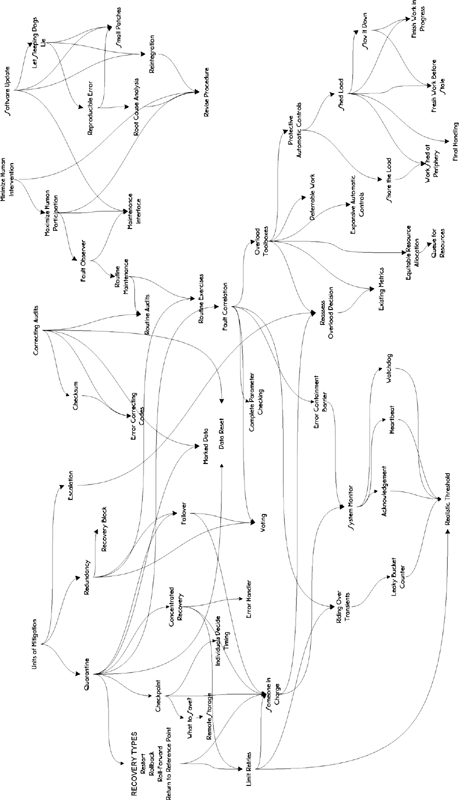 Software Update
Let Sleeping Dogs
Lie
Small Patches
Reintegration
Reproducible Error
Root Cause Analysis
Revise Procedure
Minimize Human
Intervention
Maximize Human
Participation
Maintenance
Interface
Fault Observer
Routine
Maintenance
Routine Audits
Routine Exercises
Correcting Audits
Checksum
Error Correcting
Codes
Marked Data
Data Reset
Fault Correlation
Complete Parameter
Checking
Error Containment
Barrier
Overload
Toolboxes
Protective
Automatic Controls
Shed Load
Slow it Down
Finish Work in
Progress
Fresh Work Before
Stale
Final Handling
Share the Load
Work Shed at
Periphery
Deferrable Work
Expansive Automatic
Controls
Equitable Resource
Allocation
Queue for
Resources
Reassess
Overload Decision
Existing Metrics
Units of Mitigation
Escalation
Redundancy
Recovery Block
Failover
Voting
Quarantine
Concentrated
Recovery
Error Handler
Checkpoint
Individuals Decide
Timing
What to Save?
Remote Storage
Someone in
Charge
RECOVERY TYPES
Restart
Rollback
Roll-Forward
Return to Reference Point
Limit Retries
System Monitor
Watchdog
Heartbeat
Acknowledgement
Realistic Threshold
Riding Over
Transients
Leaky Bucket
Counter